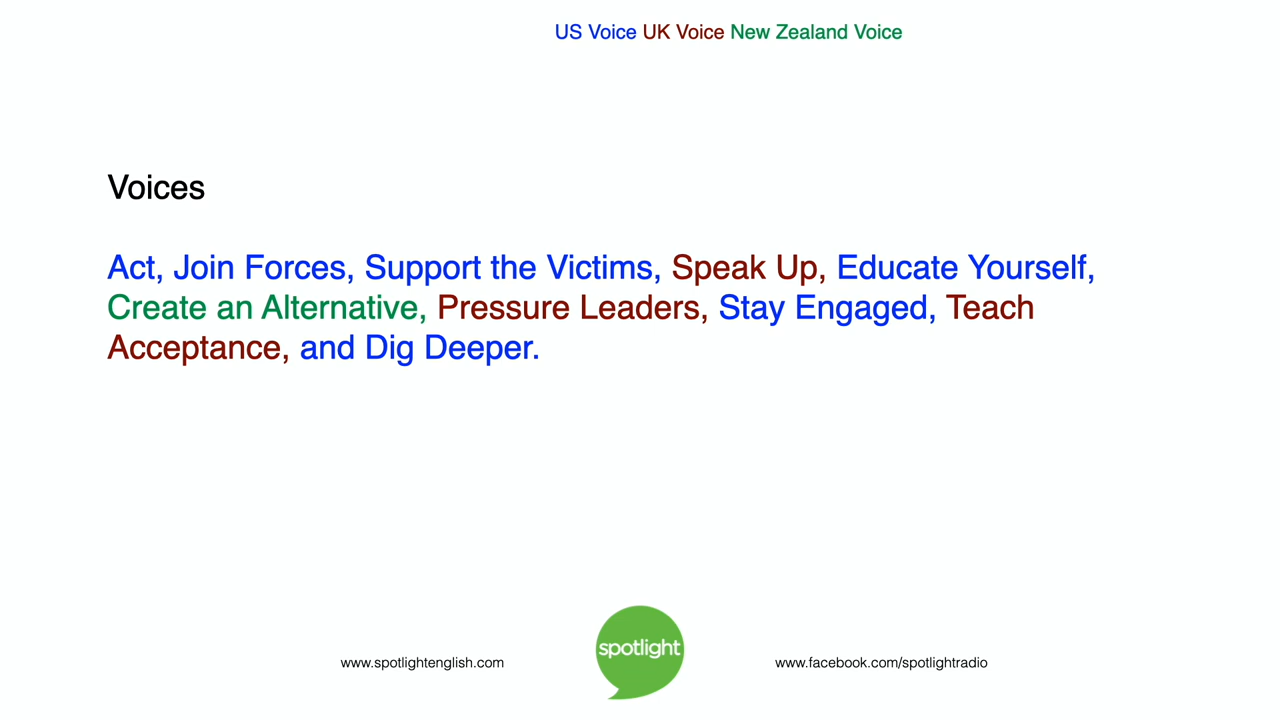 US Voice UK Voice New Zealand Voice
Voices
Act, Join Forces, Support the Victims, Speak Up, Educate Yourself,
Create an Alternative, Pressure Leaders, Stay Engaged, Teach
Acceptance, and Dig Deeper.
www.spotlightenglish.com
spotlight
www.facebook.com/spotlightradio